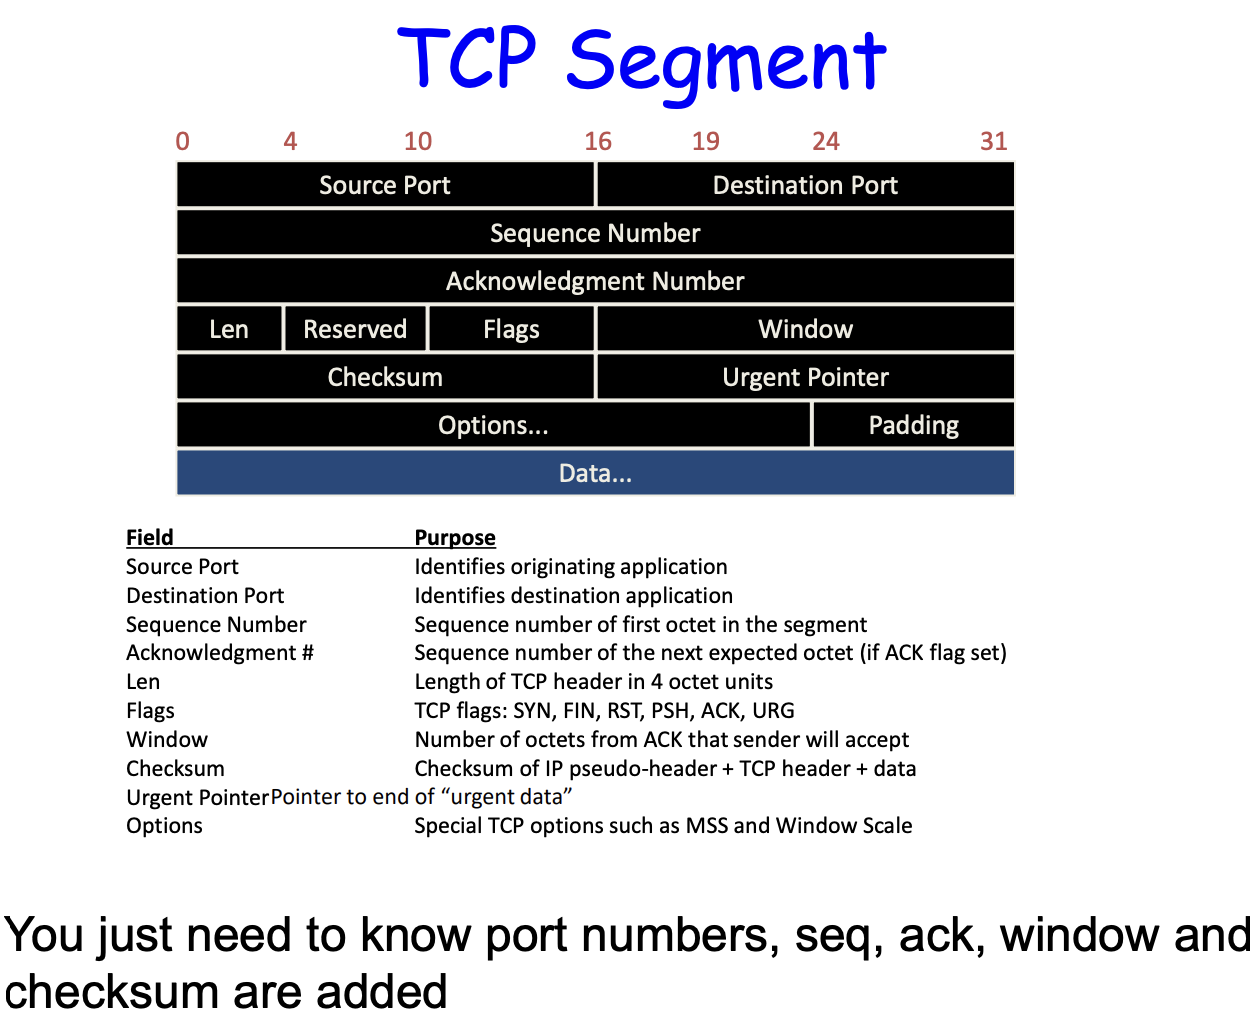 TCP Segment
0 4 10 16 19 24 31
Source Port Destination Port
Sequence Number
Acknowledgment Number
Len Reserved Flags Window
Checksum Urgent Pointer
Options... Padding
Data...
Field Purpose
Source Port Identifies originating application
Destination Port Identifies destination application
Sequence Number Sequence number of first octet in the segment
Acknowledgment # Sequence number of the next expected octet (if ACK flag set)
Len Length of TCP header in 4 octet units
Flags TCP flags: SYN, FIN, RST, PSH, ACK, URG
Window Number of octets from ACK that sender will accept
Checksum Checksum of IP pseudo-header + TCP header + data
Urgent Pointer Pointer to end of “urgent data”
Options Special TCP options such as MSS and Window Scale
You just need to know port numbers, seq, ack, window and
checksum are added